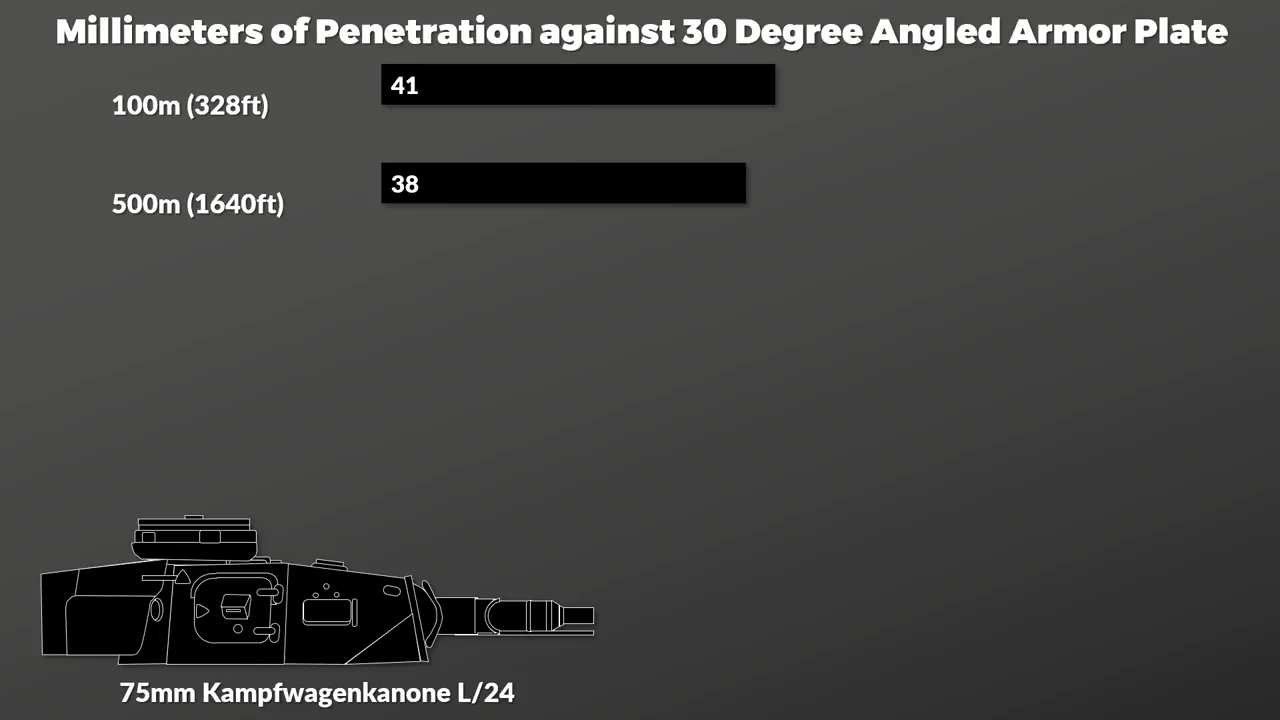 Millimeters of Penetration against 30 Degree Angled Armor Plate
41
100m (328ft)
38
500m (1640ft)
75mm Kampfwagenkanone L/24